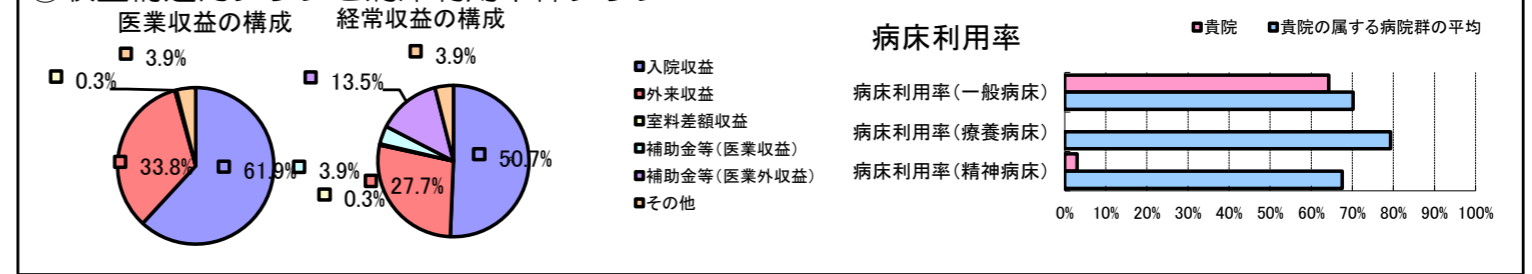 医業収益の構成
3.9%
0.3%
33.8%
61.9%
経常収益の構成
3.9%
13.5%
3.9%
0.3%
27.7%
50.7%
入院収益
外来収益
室料差額収益
補助金等(医業収益)
補助金等(医業外収益)
その他
病床利用率
貴院
貴院の属する病院群の平均
病床利用率(一般病床)
病床利用率(療養病床)
病床利用率(精神病床)
0% 10% 20% 30% 40% 50% 60% 70% 80% 90% 100%